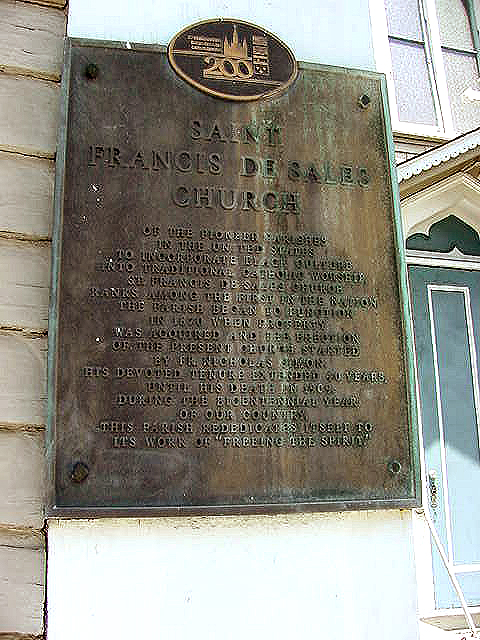 200
SAINT
FRANCIS DE SALES
CHURCH
OF THE PIONEER PARISHES
IN THE UNITED STATES
TO INCORPORATE BLACK CULTURE
INTO TRADITIONAL CATHOLIC WORSHIP,
ST. FRANCIS DE SALES CHURCH
RANKS AMONG THE FIRST IN THE NATION
THE PARISH BEGAN TO FUNCTION
IN 1870 WHEN PROPERTY
WAS ACQUIRED AND THE ERECTION
OF THE PRESENT CHURCH STARTED
BY FR. NICHOLAS SIMON.
HIS DEVOTED TENURE EXTENDED 40 YEARS,
UNTIL HIS DEATH IN
DURING THE BICENTENNIAL YEAR
OF OUR COUNTRY,
THIS PARISH REDEDICATES ITSELF TO
ITS WORK OF "FREEING THE SPIRIT"